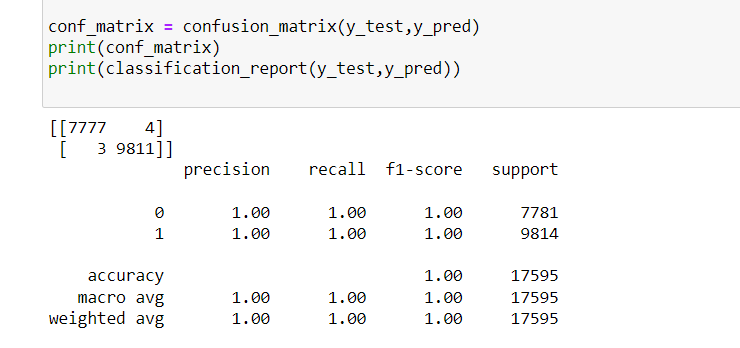 conf_matrix = confusion_matrix(y_test,y_pred)
print(conf_matrix)
print(classification_report(y_test,y_pred))
[[7777    4]
 [   3 9811]]
              precision    recall  f1-score   support
           0       1.00      1.00      1.00      7781
           1       1.00      1.00      1.00      9814
    accuracy                           1.00     17595
   macro avg       1.00      1.00      1.00     17595
weighted avg       1.00      1.00      1.00     17595